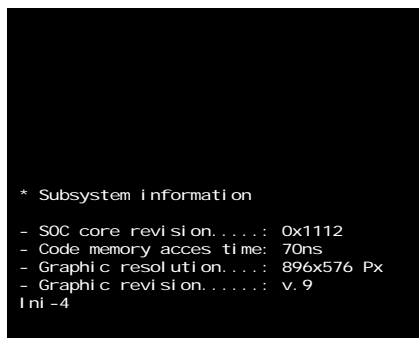 * Subsystem information
- SOC core revision.....: 0x1112
- Code memory acces time: 70ns
- Graphic resolution....: 896x576 Px
- Graphic revision......: v.9
Ini-4